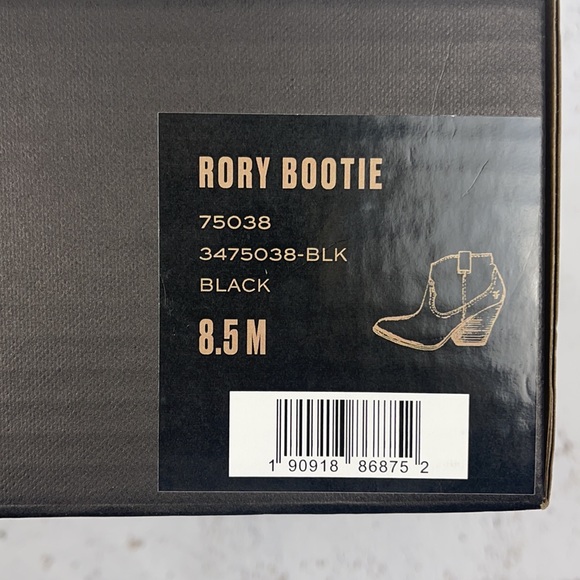 RORY BOOTIE
75038
3475038-BLK
BLACK
8.5 M
1 90918 86875 2